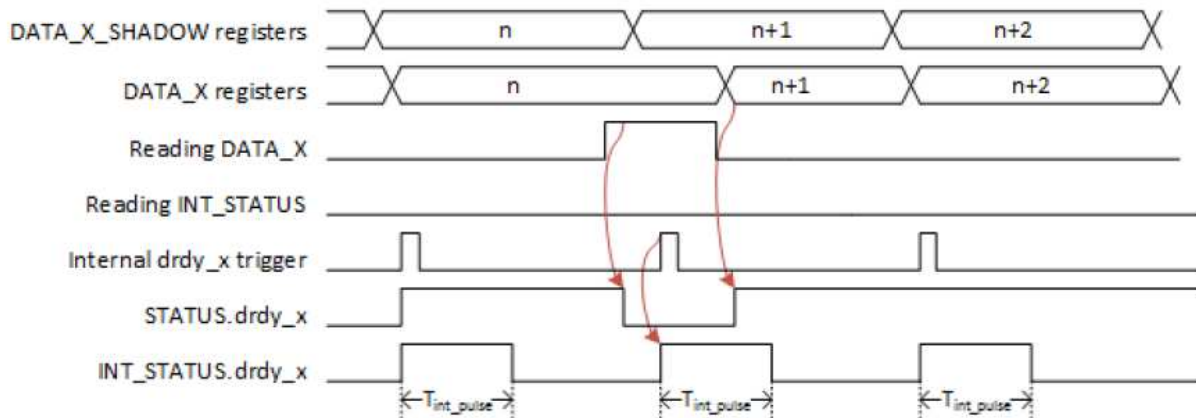 DATA_X_SHADOW registers n n+1 n+2
DATA_X registers n n+1 n+2
Reading DATA_X
Reading INT_STATUS
Internal drdy_x trigger
STATUS.drdy_x
INT_STATUS.drdy_x
Tint_pulse Tint_pulse Tint_pulse